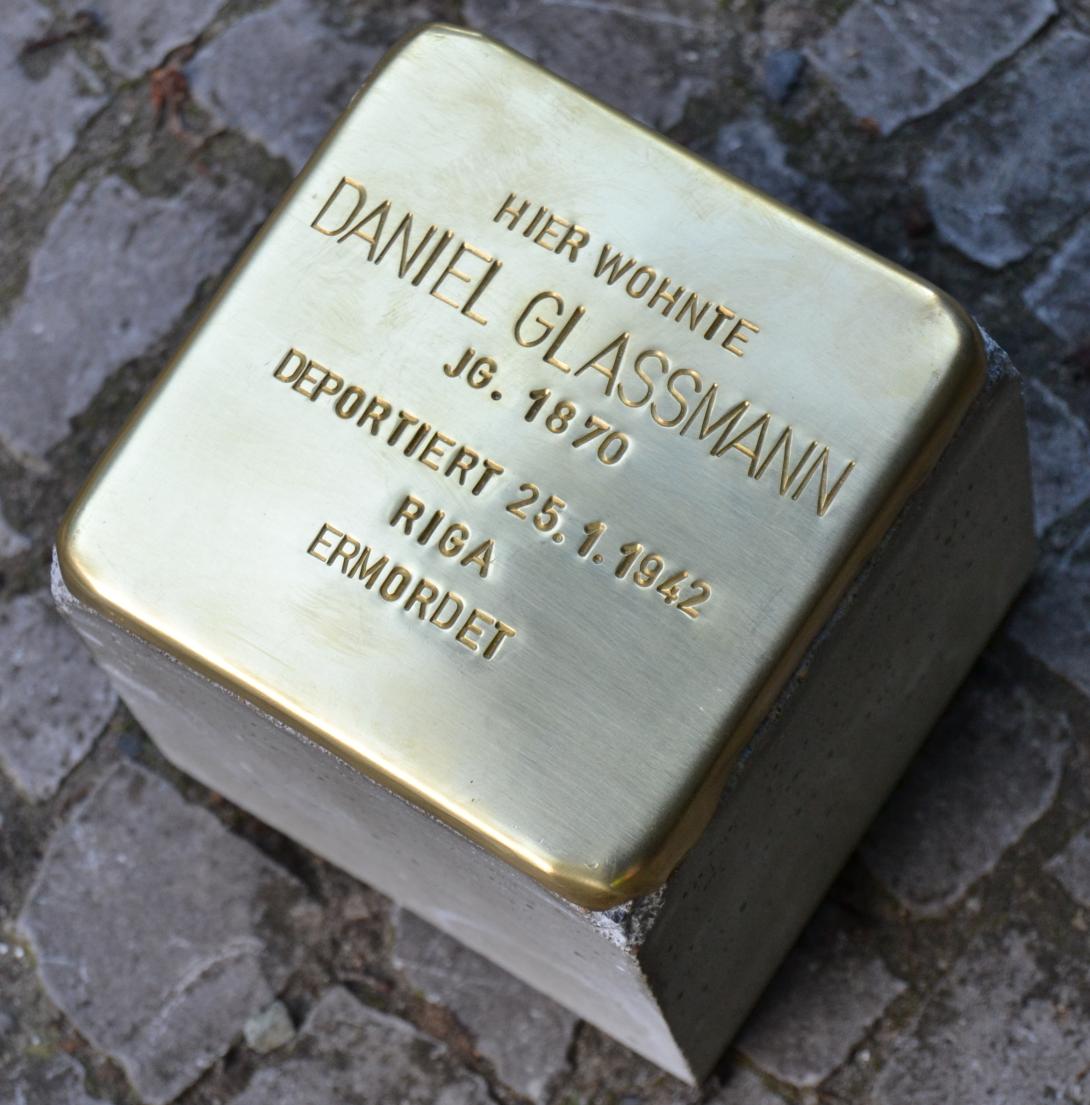 HIER WOHNTE
DANIEL GLASSMANN
JG. 1870
DEPORTIERT 25.1.1942
RIGA
ERMORDET